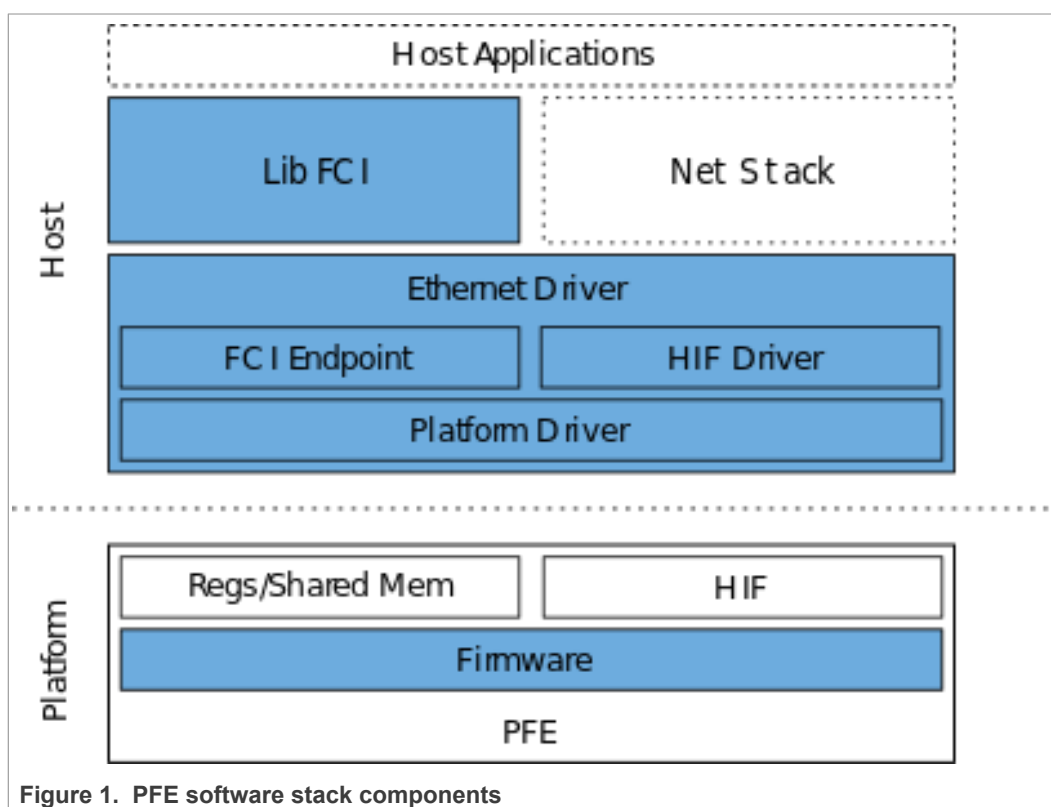 Host Applications
Host
Lib FCI
Net Stack
Ethernet Driver
FCI Endpoint
HIF Driver
Platform Driver
Platform
Regs/Shared Mem
HIF
Firmware
PFE
Figure 1. PFE software stack components